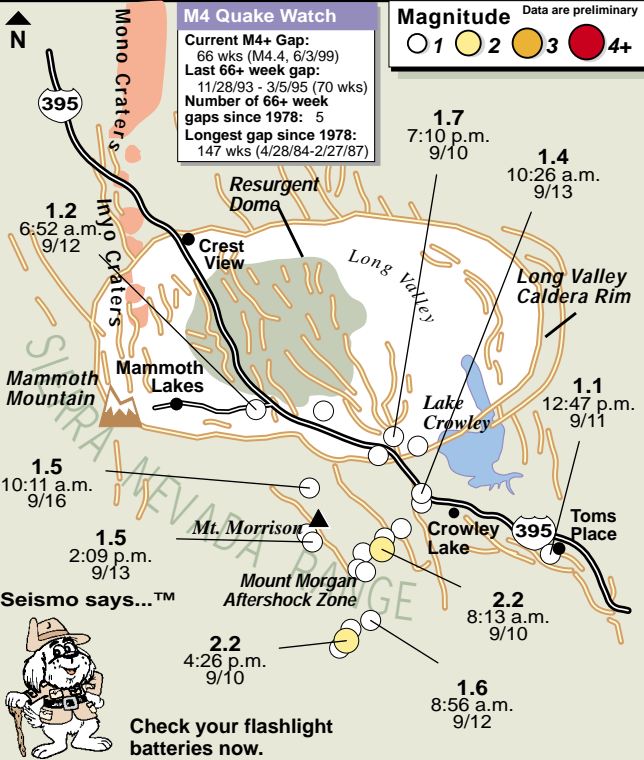 N
Mono Craters
M4 Quake Watch
Current M4+ Gap:
66 wks (M4.4, 6/3/99)
Last 66+ week gap:
11/28/93 - 3/5/95 (70 wks)
Number of 66+ week
gaps since 1978: 5
Longest gap since 1978:
147 wks (4/28/84-2/27/87)
Magnitude
Data are preliminary
1 2 3 4+
395
1.7
7:10 p.m.
9/10
1.4
10:26 a.m.
9/13
Resurgent
Dome
1.2
6:52 a.m.
9/12
Inyo Craters
Crest
View
Long Valley
Long Valley
Caldera Rim
SIERRA NEVADA RANGE
Mammoth
Mountain
Mammoth
Lakes
Lake
Crowley
1.1
12:47 p.m.
9/11
1.5
10:11 a.m.
9/16
Mt. Morrison
1.5
2:09 p.m.
9/13
Crowley
Lake
395
Toms
Place
Mount Morgan
Aftershock Zone
2.2
8:13 a.m.
9/10
2.2
4:26 p.m.
9/10
1.6
8:56 a.m.
9/12
Seismo says...™
Check your flashlight
batteries now.